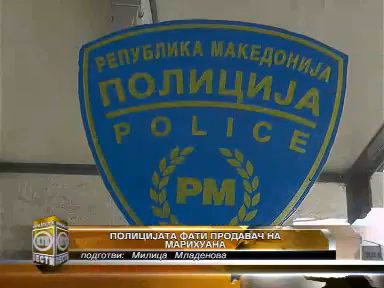 РЕПУБЛИКА МАКЕДОНИЈА
ПОЛИЦИЈА
POLICE
РМ
ПОЛИЦИЈАТА ФАТИ ПРОДАВАЧ НА
МАРИХУАНА
подготви: Милица Младенова